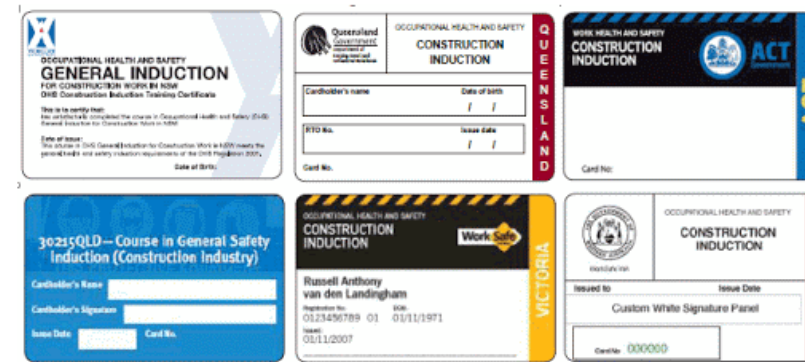 WORKCOVER
OCCUPATIONAL HEALTH AND SAFETY
GENERAL INDUCTION
FOR CONSTRUCTION WORK IN NSW
OHS Construction Induction Training Certificate
This is to certify that:
has satisfactorily completed the course in Occupational Health and Safety (OHS)
General Induction for Construction Work in NSW
Date of Issue:
This course in OHS General Induction for Construction Work in NSW meets the
general health and safety induction requirements of the OHS Regulation 2001.
Date of Birth:
Queensland
Government
OCCUPATIONAL HEALTH AND SAFETY
CONSTRUCTION
INDUCTION
Cardholder's name
Date of birth
/ /
RTO No.
Issue date
/ /
Card No.
QUEENSLAND
WORK HEALTH AND SAFETY
CONSTRUCTION
INDUCTION
ACT
Government
Card No:
30215QLD—Course in General Safety
Induction (Construction Industry)
Cardholder's Name
Cardholder's Signature
Issue Date
Card No.
OCCUPATIONAL HEALTH AND SAFETY
CONSTRUCTION
INDUCTION
WorkSafe
Russell Anthony
van den Landingham
Registration No.
DOB:
0123456789 01
01/11/1971
Issued:
01/11/2007
VICTORIA
WorkSafe
OCCUPATIONAL HEALTH AND SAFETY
CONSTRUCTION
INDUCTION
Issued to
Issue Date
Custom White Signature Panel
Card No 000000